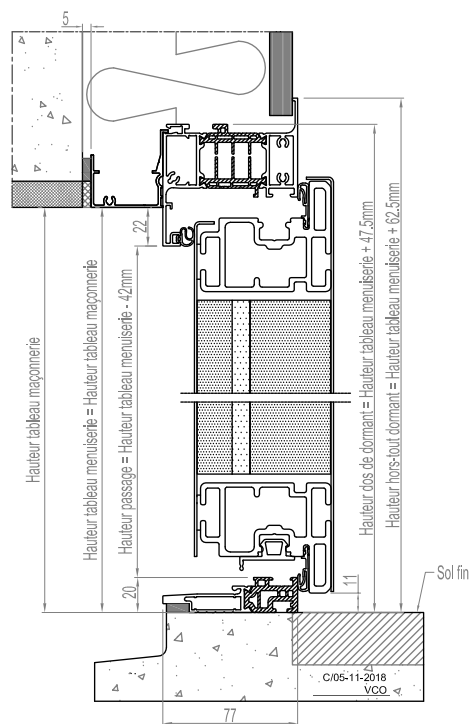 5
22
Hauteur tableau maçonnerie
Hauteur tableau menuiserie = Hauteur tableau maçonnerie
Hauteur passage = Hauteur tableau menuiserie - 42mm
Hauteur dos de dormant = Hauteur tableau menuiserie + 47.5mm
Hauteur hors-tout dormant = Hauteur tableau menuiserie + 62.5mm
20
11
Sol fini
C/05-11-2018
VCO
77